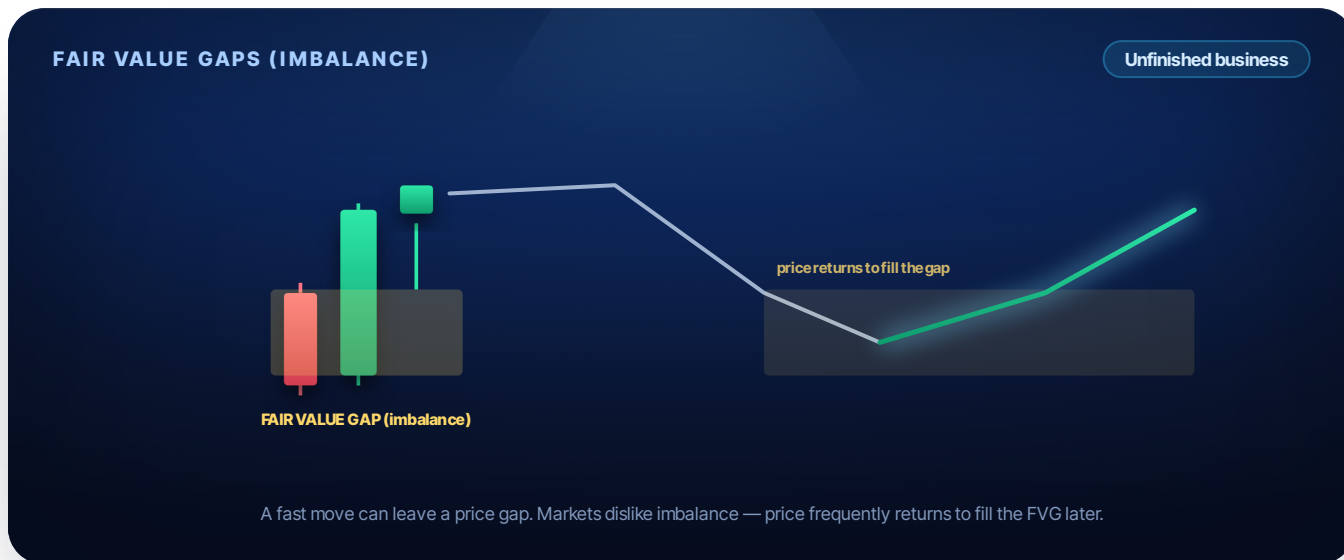 FAIR VALUE GAPS (IMBALANCE)
Unfinished business
price returns to fill the gap
FAIR VALUE GAP (imbalance)
A fast move can leave a price gap. Markets dislike imbalance — price frequently returns to fill the FVG later.